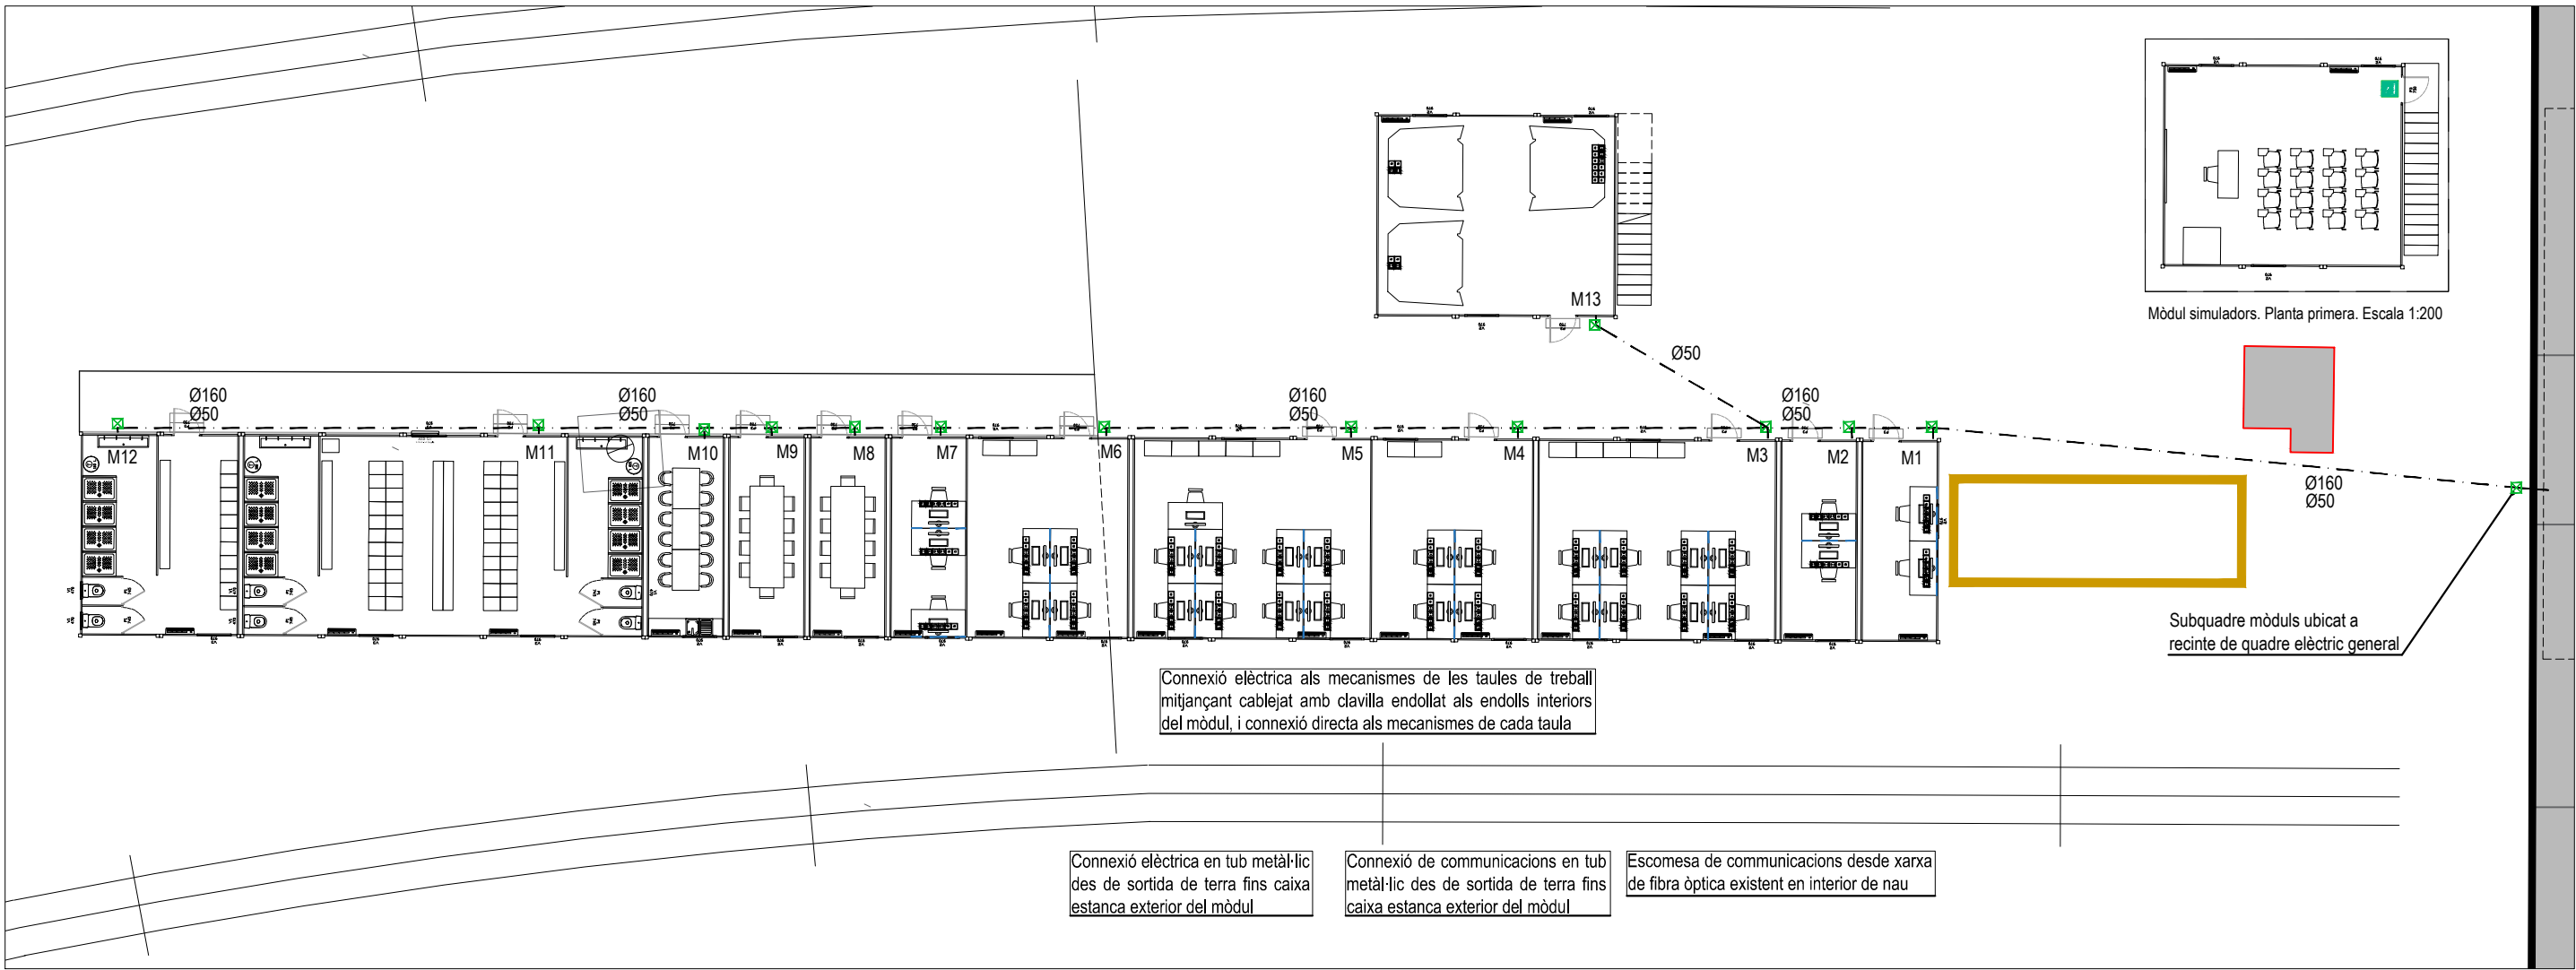 M13
Mòdul simuladors. Planta primera. Escala 1:200
Ø50
Ø160
Ø50
Ø160
Ø50
Ø160
Ø50
Ø160
Ø50
M12
M11
M10
M9
M8
M7
M6
M5
M4
M3
M2
M1
Ø160
Ø50
Subquadre mòduls ubicat a
recinte de quadre elèctric general
Connexió elèctrica als mecanismes de les taules de treball
mitjançant cablejat amb clavilla endollat als endolls interiors
del mòdul, i connexió directa als mecanismes de cada taula
Connexió elèctrica en tub metàl·lic
des de sortida de terra fins caixa
estanca exterior del mòdul
Connexió de communicacions en tub
metàl·lic des de sortida de terra fins
caixa estanca exterior del mòdul
Escomesa de communicacions desde xarxa
de fibra òptica existent en interior de nau